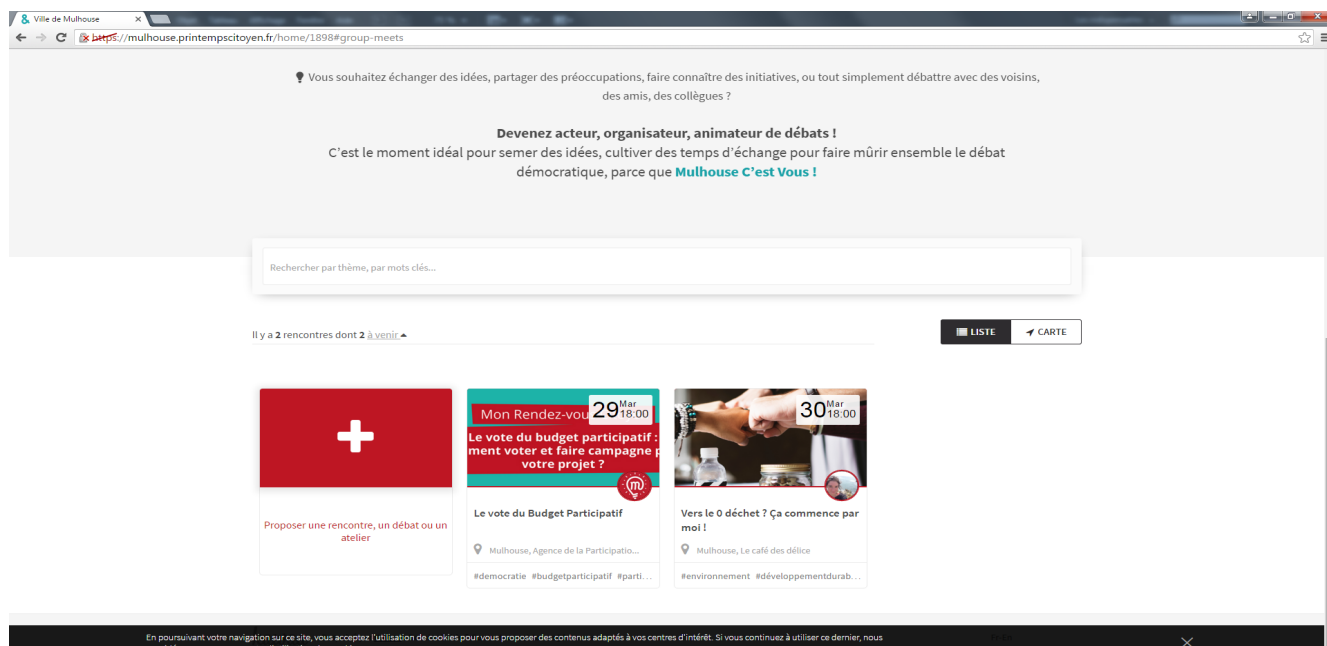 Ville de Mulhouse
https://mulhouse.printempscitoyen.fr/home/1898#group-meets
Vous souhaitez échanger des idées, partager des préoccupations, faire connaître des initiatives, ou tout simplement débattre avec des voisins,
des amis, des collègues ?
Devenez acteur, organisateur, animateur de débats !
C'est le moment idéal pour semer des idées, cultiver des temps d'échange pour faire mûrir ensemble le débat
démocratique, parce que Mulhouse C'est Vous !
Rechercher par thème, par mots clés...
Il y a 2 rencontres dont 2 à venir
LISTE
CARTE
Proposer une rencontre, un débat ou un
atelier
Mon Rendez-vou
29 Mar 18:00
Le vote du budget participatif :
ment voter et faire campagne p
votre projet ?
m
Le vote du Budget Participatif
Mulhouse, Agence de la Participatio...
#democratie #budgetparticipatif #parti...
30 Mar 18:00
Vers le 0 déchet ? Ça commence par
moi !
Mulhouse, Le café des délice
#environnement #développementdurab...
En poursuivant votre navigation sur ce site, vous acceptez l'utilisation de cookies pour vous proposer des contenus adaptés à vos centres d'intérêt. Si vous continuez à utiliser ce dernier, nous